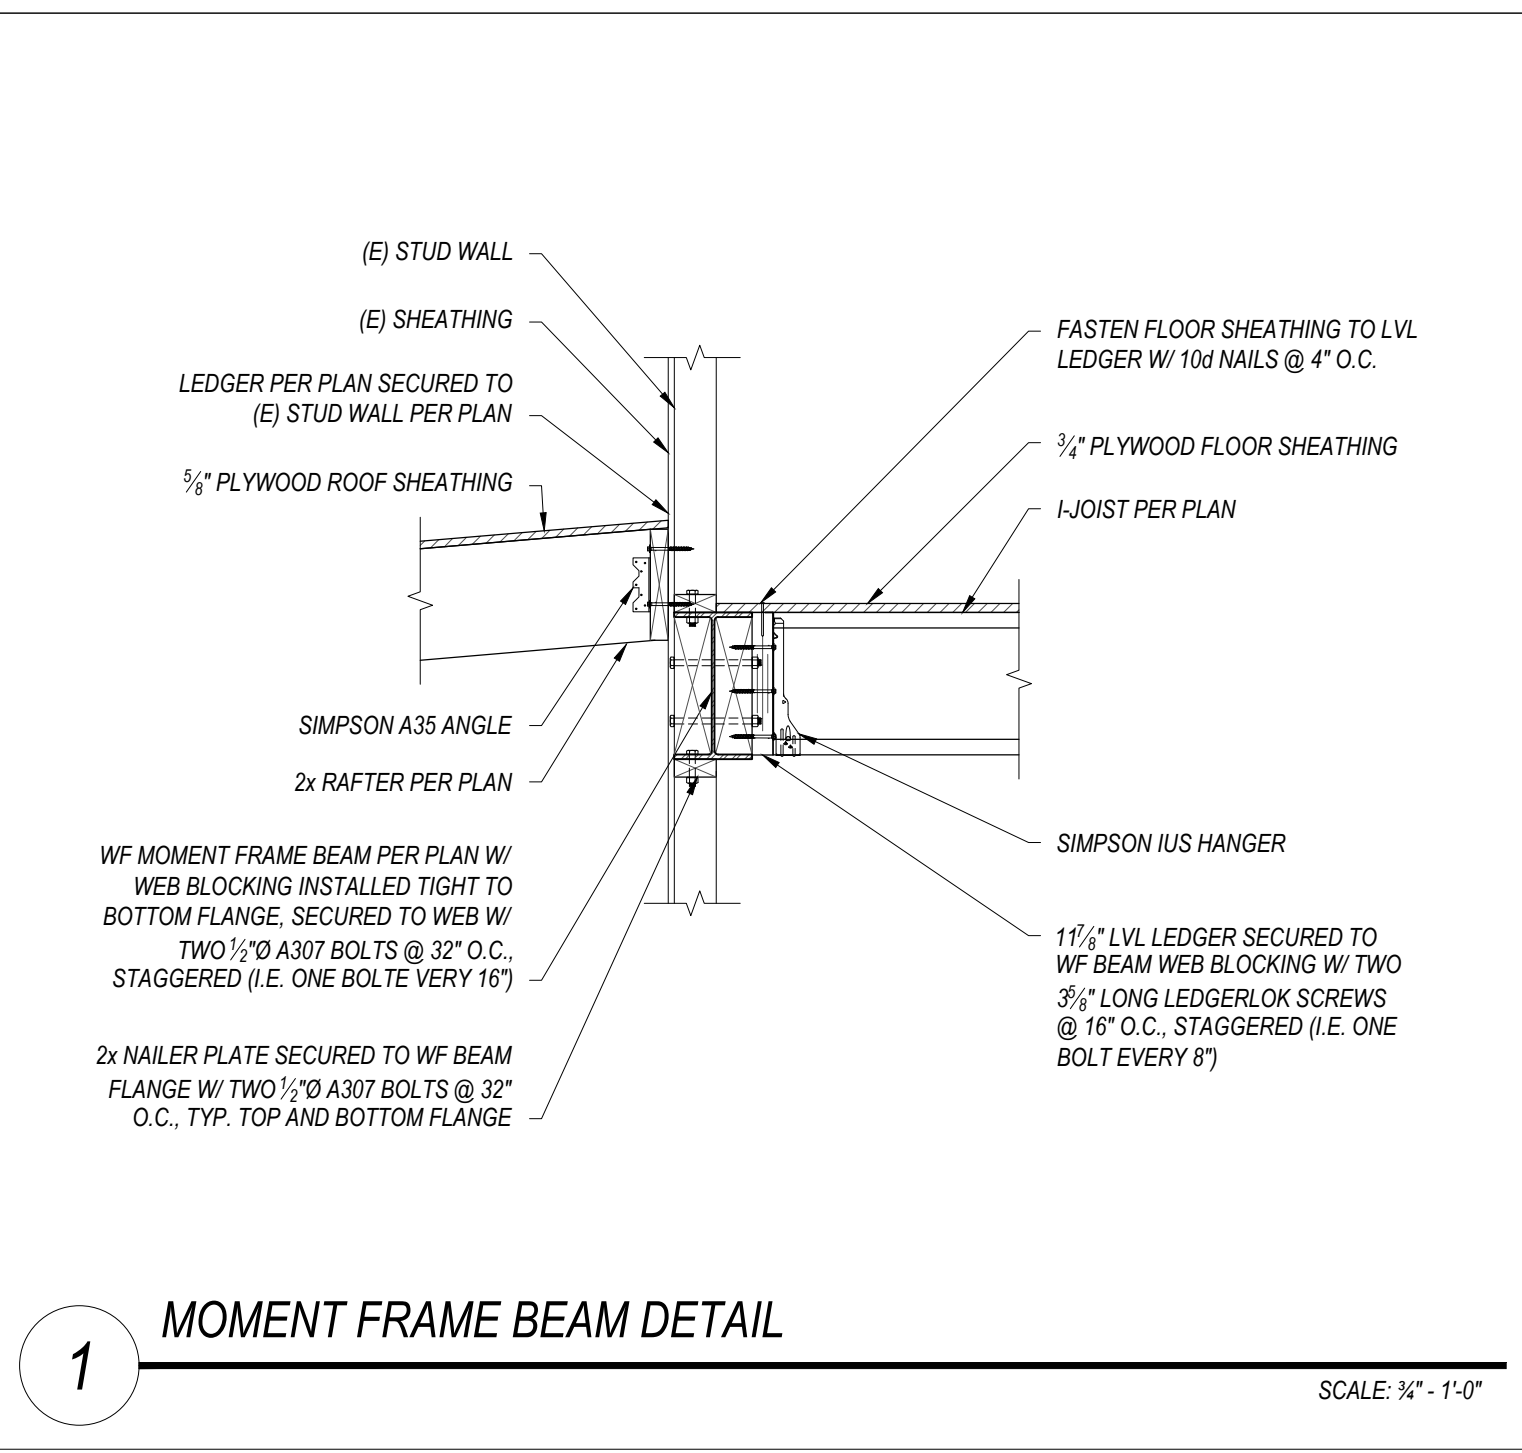 (E) STUD WALL
(E) SHEATHING
LEDGER PER PLAN SECURED TO
(E) STUD WALL PER PLAN
⅝" PLYWOOD ROOF SHEATHING
SIMPSON A35 ANGLE
2x RAFTER PER PLAN
WF MOMENT FRAME BEAM PER PLAN W/
WEB BLOCKING INSTALLED TIGHT TO
BOTTOM FLANGE, SECURED TO WEB W/
TWO ½"Ø A307 BOLTS @ 32" O.C.,
STAGGERED (I.E. ONE BOLTE VERY 16")
2x NAILER PLATE SECURED TO WF BEAM
FLANGE W/ TWO ½"Ø A307 BOLTS @ 32"
O.C., TYP. TOP AND BOTTOM FLANGE
FASTEN FLOOR SHEATHING TO LVL
LEDGER W/ 10d NAILS @ 4" O.C.
¾" PLYWOOD FLOOR SHEATHING
I-JOIST PER PLAN
SIMPSON IUS HANGER
11⅞" LVL LEDGER SECURED TO
WF BEAM WEB BLOCKING W/ TWO
3⅝" LONG LEDGERLOK SCREWS
@ 16" O.C., STAGGERED (I.E. ONE
BOLT EVERY 8")
1
MOMENT FRAME BEAM DETAIL
SCALE: ¾" - 1'-0"